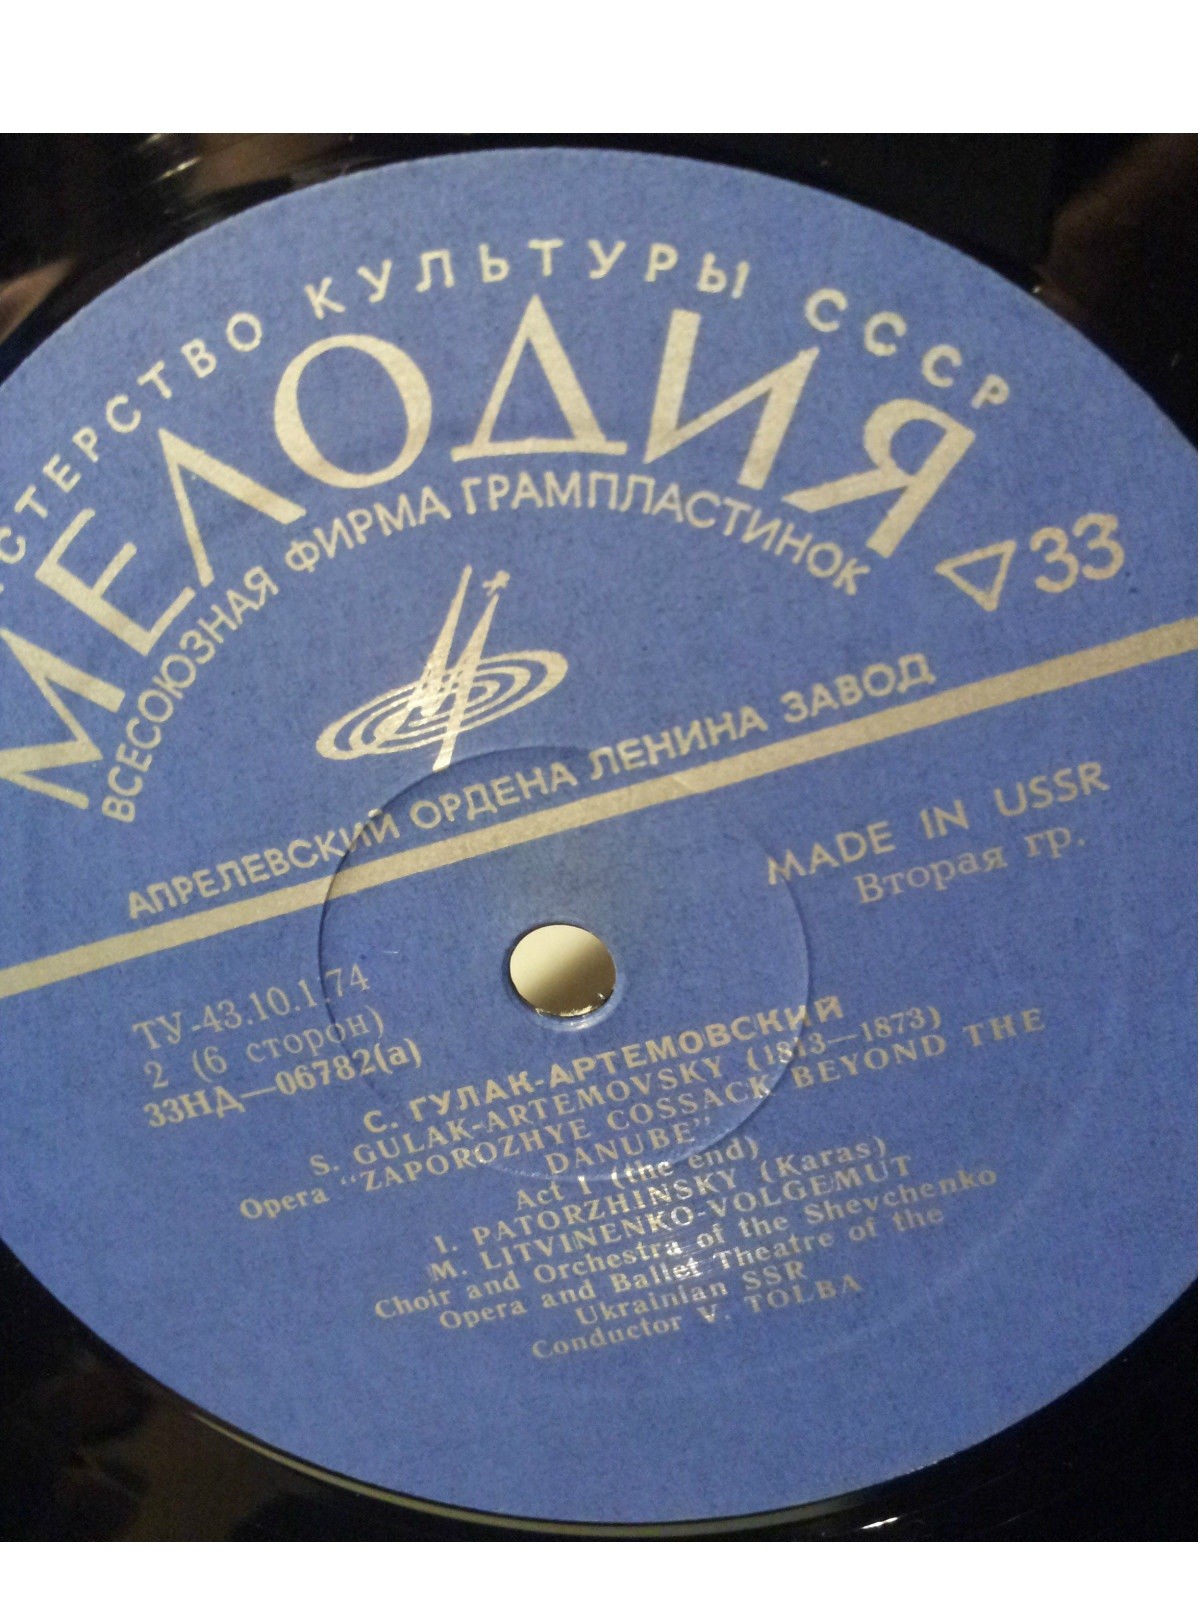 КУЛЬТУРЫ СССР
МЕЛОДИЯ
ВСЕСОЮЗНАЯ ФИРМА ГРАМПЛАСТИНОК
▽33
АПРЕЛЕВСКИЙ ОРДЕНА ЛЕНИНА ЗАВОД
MADE IN USSR
Вторая гр.
ТУ-43.10.1.74
2 (6 сторон)
33НД—06782(а)
С. ГУЛАК-АРТЕМОВСКИЙ
S. GULAK-ARTEMOVSKY (1813—1873)
Opera "ZAPOROZHYE COSSACK BEYOND THE
DANUBE"
Act I (the end)
I. PATORZHINSKY (Karas)
M. LITVINENKO-VOLGEMUT
Choir and Orchestra of the Shevchenko
Opera and Ballet Theatre of the
Ukrainian SSR
Conductor V. TOLBA